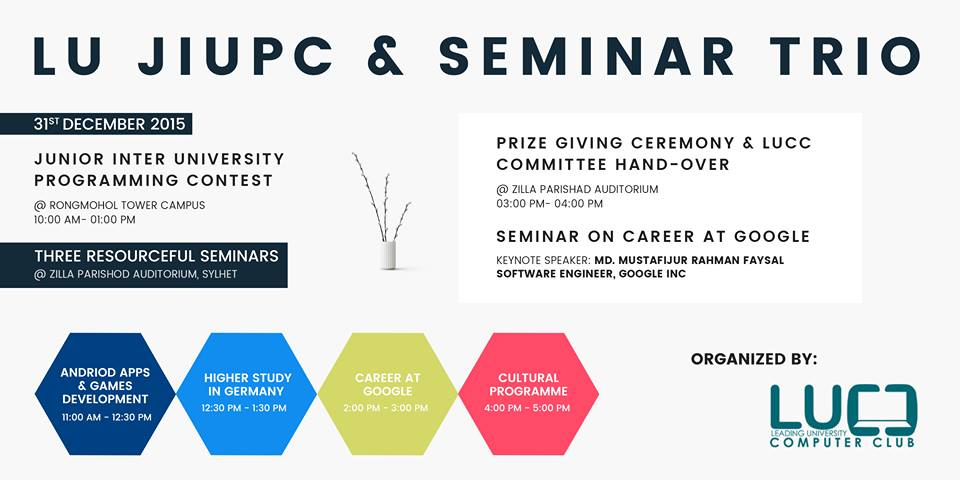 LU JIUPC & SEMINAR TRIO
31ST DECEMBER 2015
JUNIOR INTER UNIVERSITY
PROGRAMMING CONTEST
@ RONGMOHOL TOWER CAMPUS
10:00 AM- 01:00 PM
THREE RESOURCEFUL SEMINARS
@ ZILLA PARISHOD AUDITORIUM, SYLHET
PRIZE GIVING CEREMONY & LUCC
COMMITTEE HAND-OVER
@ ZILLA PARISHAD AUDITORIUM
03:00 PM- 04:00 PM
SEMINAR ON CAREER AT GOOGLE
KEYNOTE SPEAKER: MD. MUSTAFIJUR RAHMAN FAYSAL
SOFTWARE ENGINEER, GOOGLE INC
ANDRIOD APPS
& GAMES
DEVELOPMENT
11:00 AM - 12:30 PM
HIGHER STUDY
IN GERMANY
12:30 PM - 1:30 PM
CAREER AT
GOOGLE
2:00 PM - 3:00 PM
CULTURAL
PROGRAMME
4:00 PM - 5:00 PM
ORGANIZED BY:
LUCC
LEADING UNIVERSITY
COMPUTER CLUB